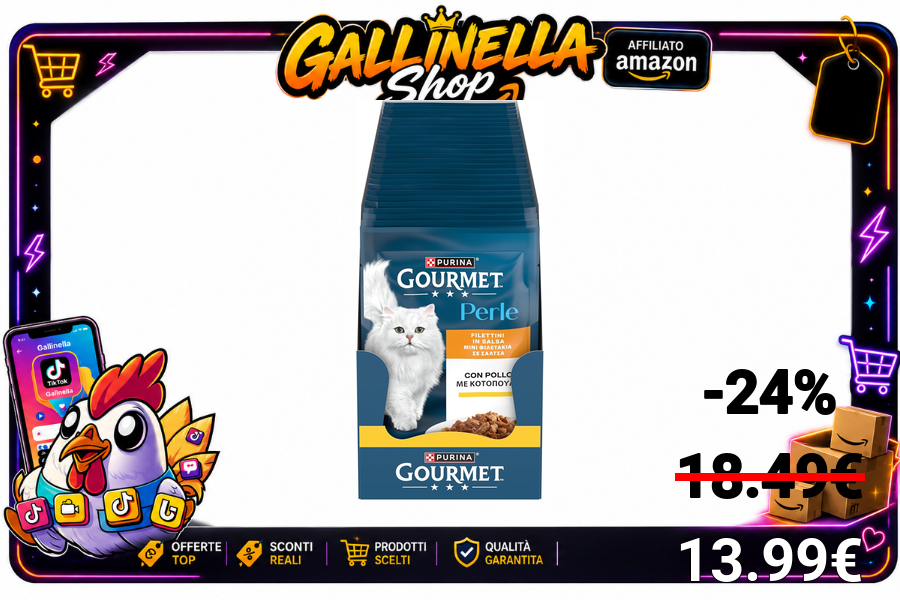 GALLINELLA
Shop
AFFILIATO
amazon
PURINA
GOURMET
Perle
FILETTINI
IN SALSA
ΜΙΝΙ ΦΙΛΕΤΑΚΙΑ
ΣΕ ΣΑΛΤΣΑ
CON POLLO
ΜΕ ΚΟΤΟΠΟΥΛ
PURINA
GOURMET
Gallinella
TikTok
Gallinella
-24%
18.49€
13.99€
OFFERTE
TOP
SCONTI
REALI
PRODOTTI
SCELTI
QUALITÀ
GARANTITA